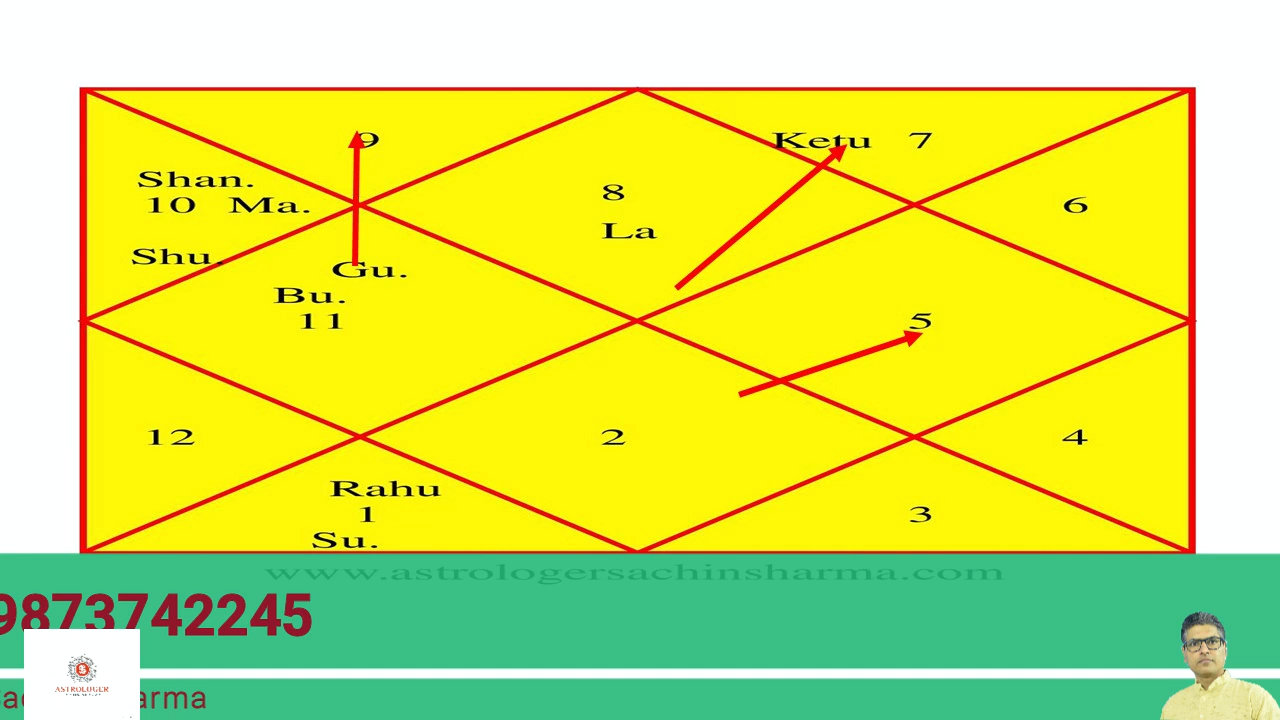 9
Ketu 7
Shan.
10 Ma.
8
6
La
Shu.
Gu.
Bu.
11
5
12
2
4
Rahu
1
3
Su.
www.astrologersachinsharma.com
9873742245
ASTROLOGER
arma